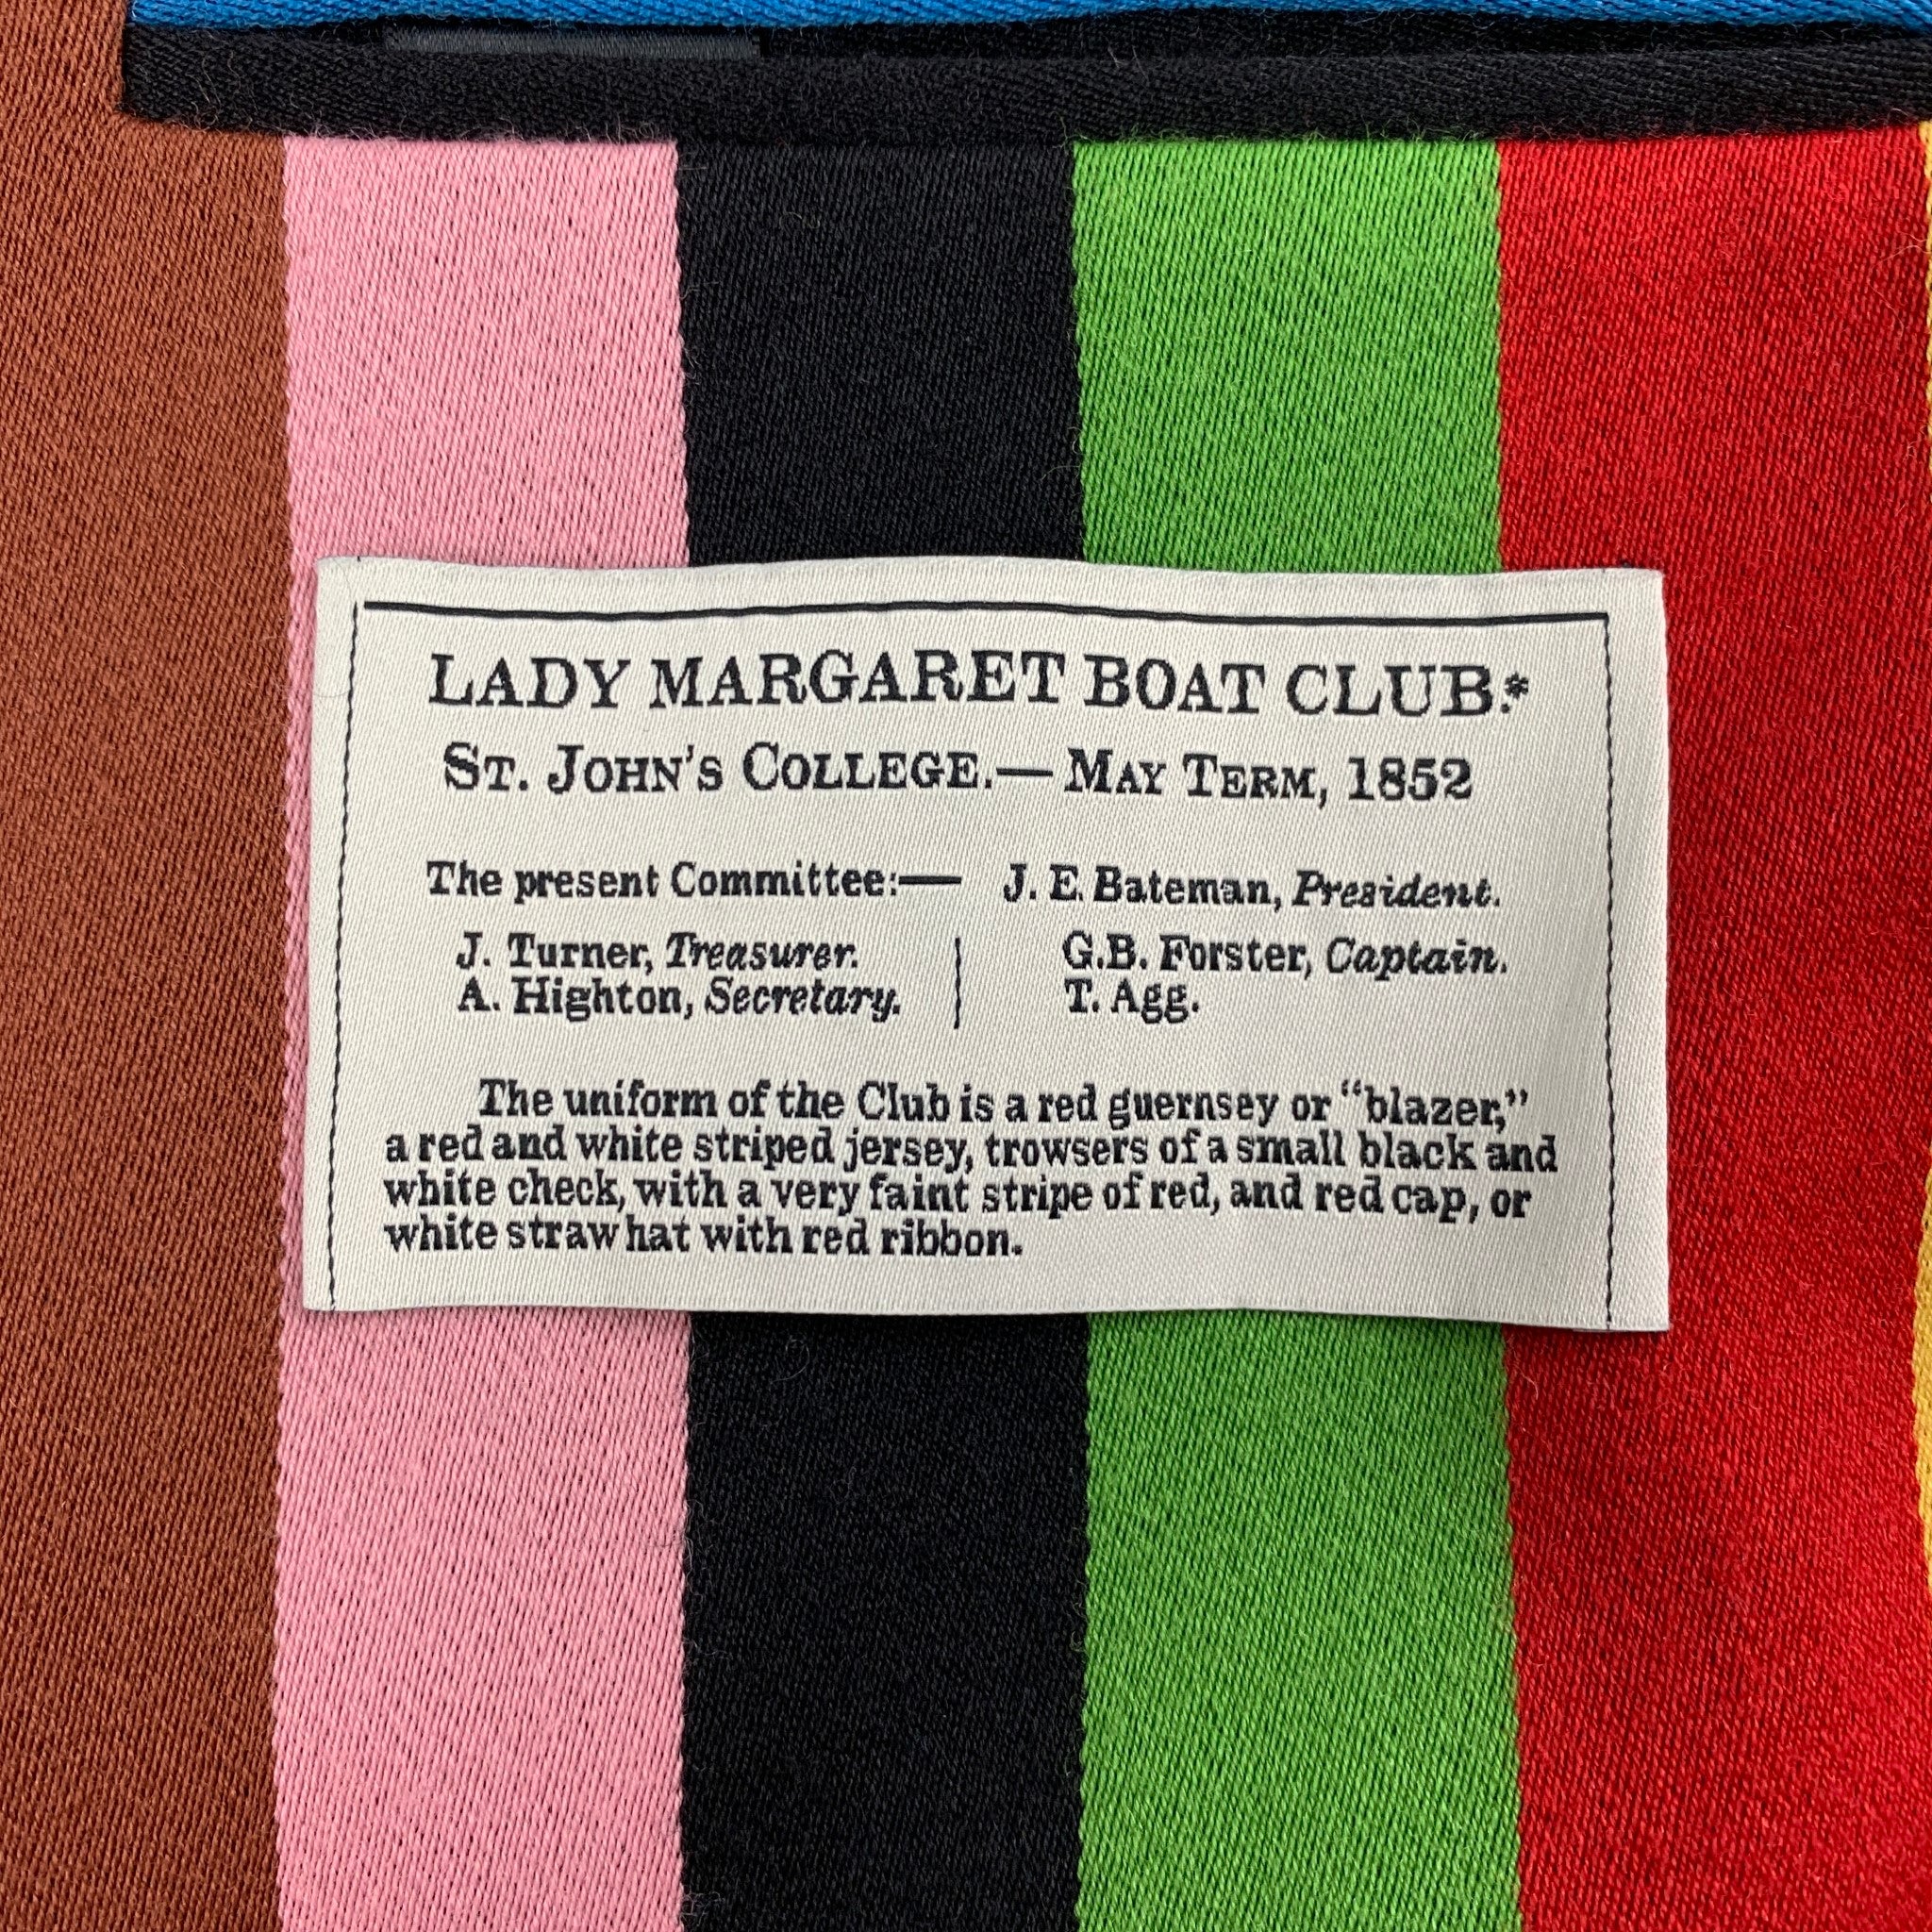 LADY MARGARET BOAT CLUB.*
ST. JOHN'S COLLEGE.— MAY TERM, 1852
The present Committee:— J. E. Bateman, President.
J. Turner, Treasurer. | G.B. Forster, Captain.
A. Highton, Secretary. | T. Agg.
The uniform of the Club is a red guernsey or “blazer,”
a red and white striped jersey, trowsers of a small black and
white check, with a very faint stripe of red, and red cap, or
white straw hat with red ribbon.